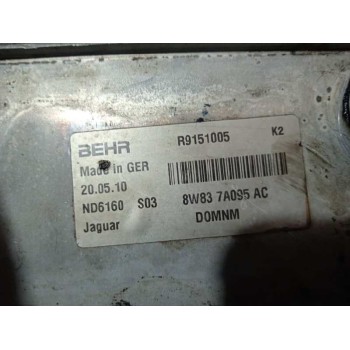 BEHR R9151005 K2
Made in GER
20.05.10
ND6160 S03 8W83 7A095 AC
Jaguar DOMNM